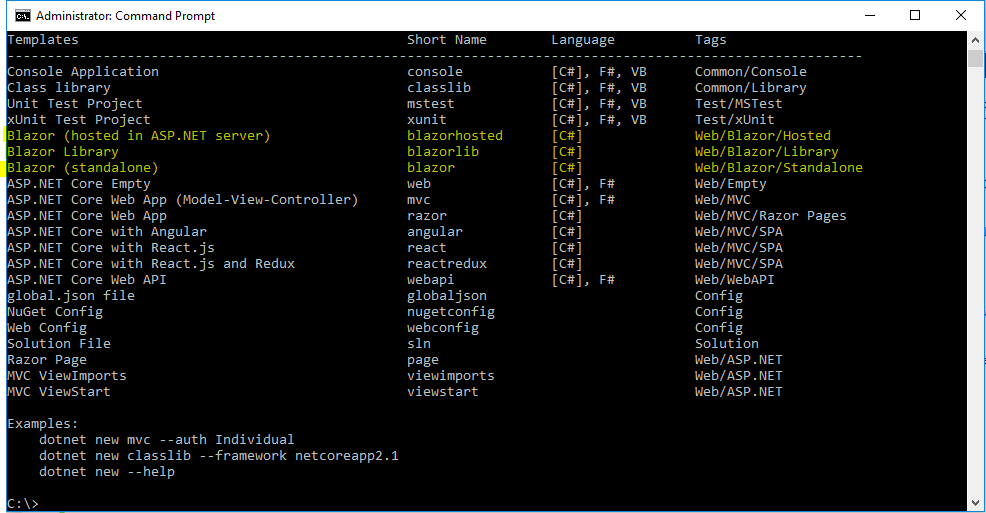 Administrator: Command Prompt
Templates Short Name Language Tags
----------------------------------------------------------------------------------------------------------
Console Application console [C#], F#, VB Common/Console
Class library classlib [C#], F#, VB Common/Library
Unit Test Project mstest [C#], F#, VB Test/MSTest
xUnit Test Project xunit [C#], F#, VB Test/xUnit
Blazor (hosted in ASP.NET server) blazorhosted [C#] Web/Blazor/Hosted
Blazor Library blazorlib [C#] Web/Blazor/Library
Blazor (standalone) blazor [C#] Web/Blazor/Standalone
ASP.NET Core Empty web [C#], F# Web/Empty
ASP.NET Core Web App (Model-View-Controller) mvc [C#], F# Web/MVC
ASP.NET Core Web App razor [C#] Web/MVC/Razor Pages
ASP.NET Core with Angular angular [C#] Web/MVC/SPA
ASP.NET Core with React.js react [C#] Web/MVC/SPA
ASP.NET Core with React.js and Redux reactredux [C#] Web/MVC/SPA
ASP.NET Core Web API webapi [C#], F# Web/WebAPI
global.json file globaljson Config
NuGet Config nugetconfig Config
Web Config webconfig Config
Solution File sln Solution
Razor Page page Web/ASP.NET
MVC ViewImports viewimports Web/ASP.NET
MVC ViewStart viewstart Web/ASP.NET
Examples:
dotnet new mvc --auth Individual
dotnet new classlib --framework netcoreapp2.1
dotnet new --help
C:\>